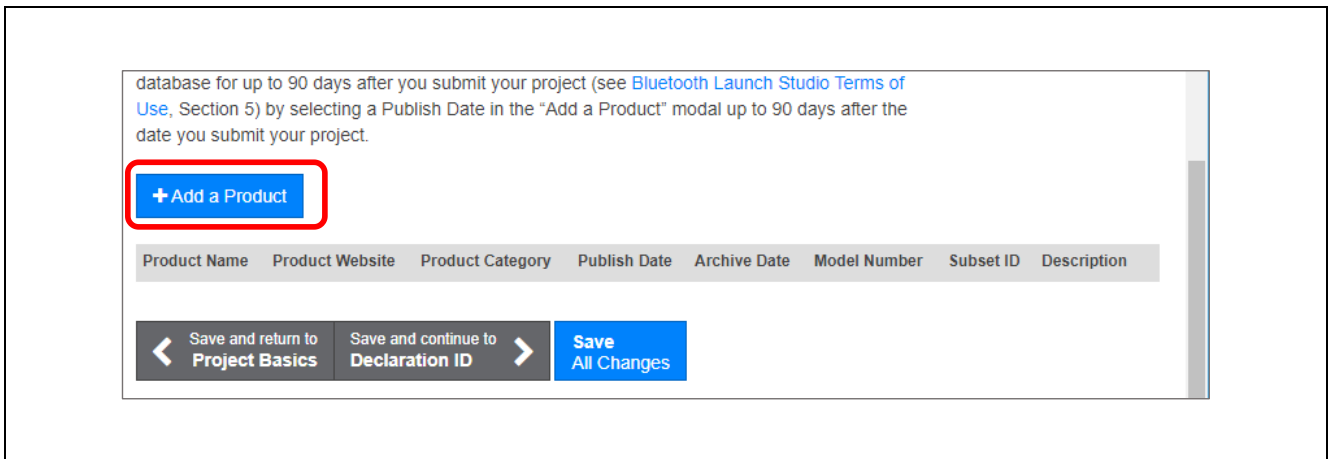 database for up to 90 days after you submit your project (see Bluetooth Launch Studio Terms of
Use, Section 5) by selecting a Publish Date in the “Add a Product” modal up to 90 days after the
date you submit your project.
+ Add a Product
Product Name Product Website Product Category Publish Date Archive Date Model Number Subset ID Description
Save and return to
Project Basics
Save and continue to
Declaration ID
Save
All Changes